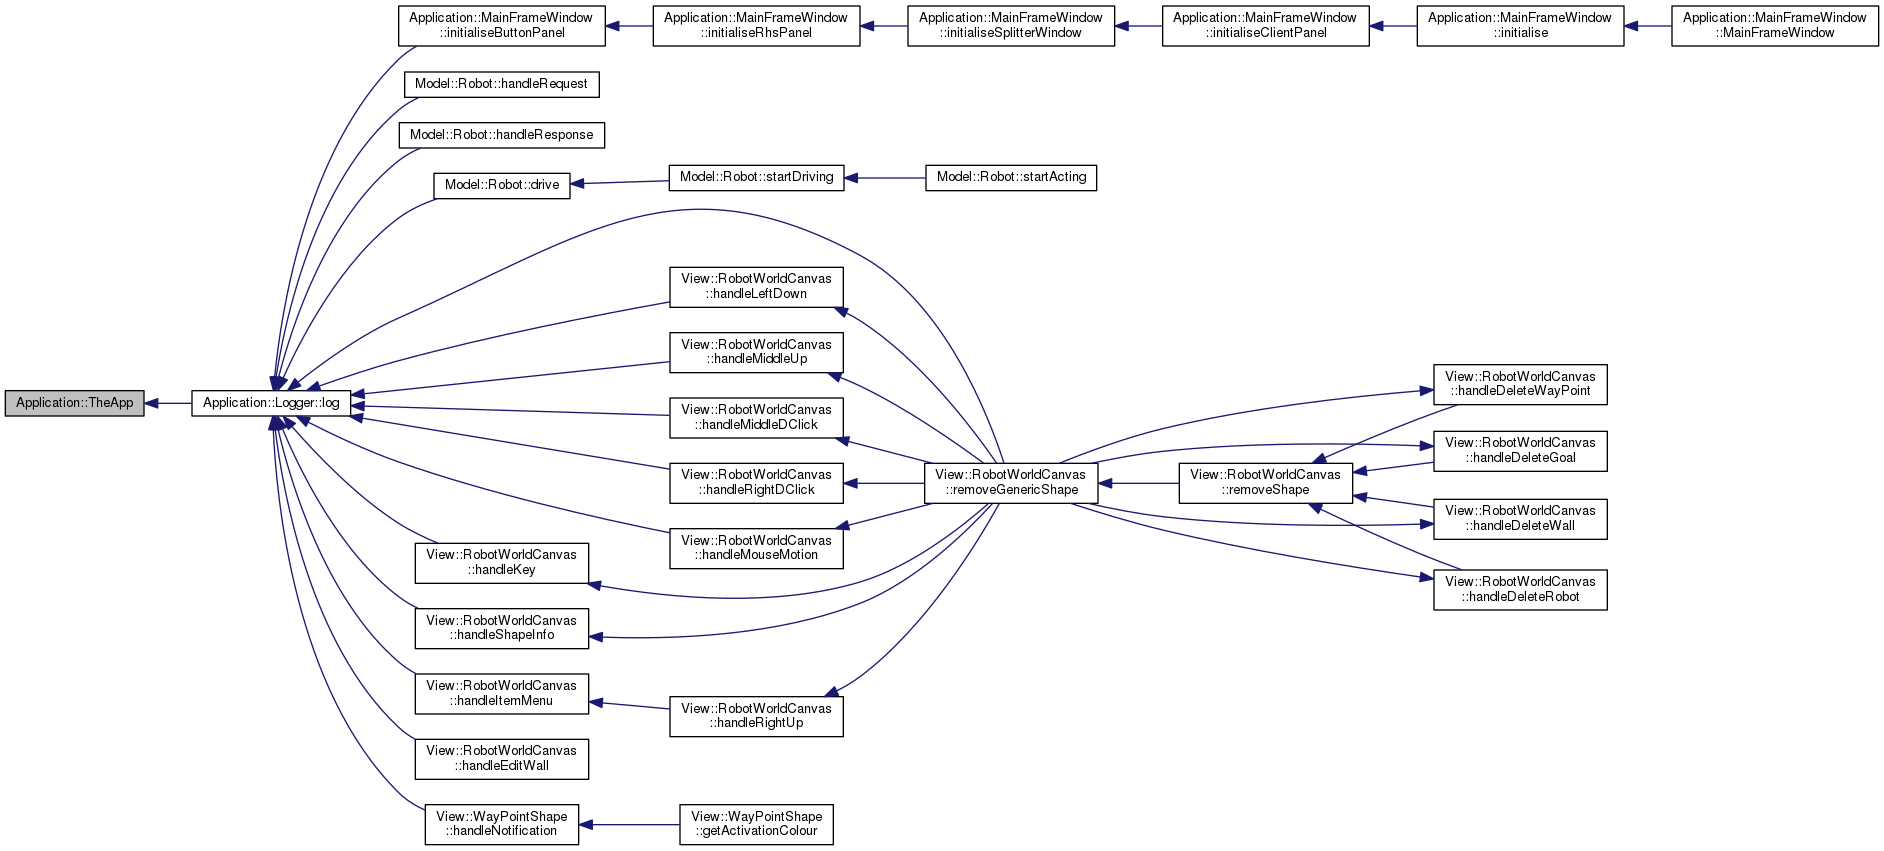 Application::MainFrameWindow
::initialiseButtonPanel
Application::MainFrameWindow
::initialiseRhsPanel
Application::MainFrameWindow
::initialiseSplitterWindow
Application::MainFrameWindow
::initialiseClientPanel
Application::MainFrameWindow
::initialise
Application::MainFrameWindow
::MainFrameWindow
Model::Robot::handleRequest
Model::Robot::handleResponse
Model::Robot::drive
Model::Robot::startDriving
Model::Robot::startActing
View::RobotWorldCanvas
::handleLeftDown
View::RobotWorldCanvas
::handleMiddleUp
Application::TheApp
Application::Logger::log
View::RobotWorldCanvas
::handleMiddleDClick
View::RobotWorldCanvas
::handleRightDClick
View::RobotWorldCanvas
::removeGenericShape
View::RobotWorldCanvas
::removeShape
View::RobotWorldCanvas
::handleDeleteWayPoint
View::RobotWorldCanvas
::handleDeleteGoal
View::RobotWorldCanvas
::handleDeleteWall
View::RobotWorldCanvas
::handleDeleteRobot
View::RobotWorldCanvas
::handleMouseMotion
View::RobotWorldCanvas
::handleKey
View::RobotWorldCanvas
::handleShapeInfo
View::RobotWorldCanvas
::handleItemMenu
View::RobotWorldCanvas
::handleRightUp
View::RobotWorldCanvas
::handleEditWall
View::WayPointShape
::handleNotification
View::WayPointShape
::getActivationColour